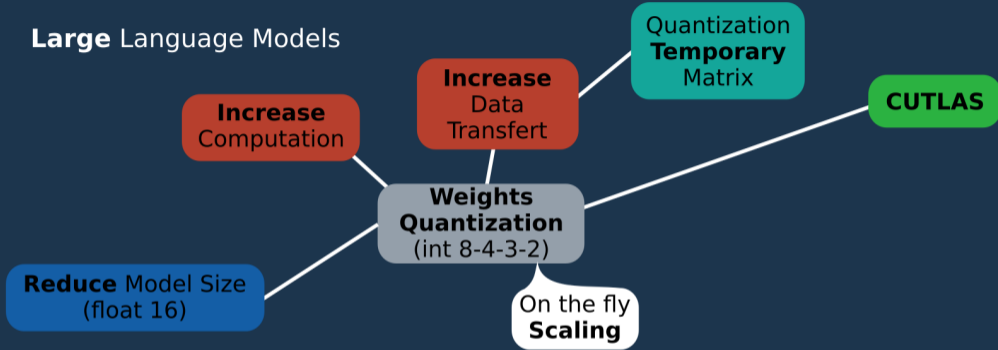 Large Language Models
Quantization
Temporary
Matrix
Increase
Data
Transfert
CUTLAS
Increase
Computation
Weights
Quantization
(int 8-4-3-2)
Reduce Model Size
(float 16)
On the fly
Scaling